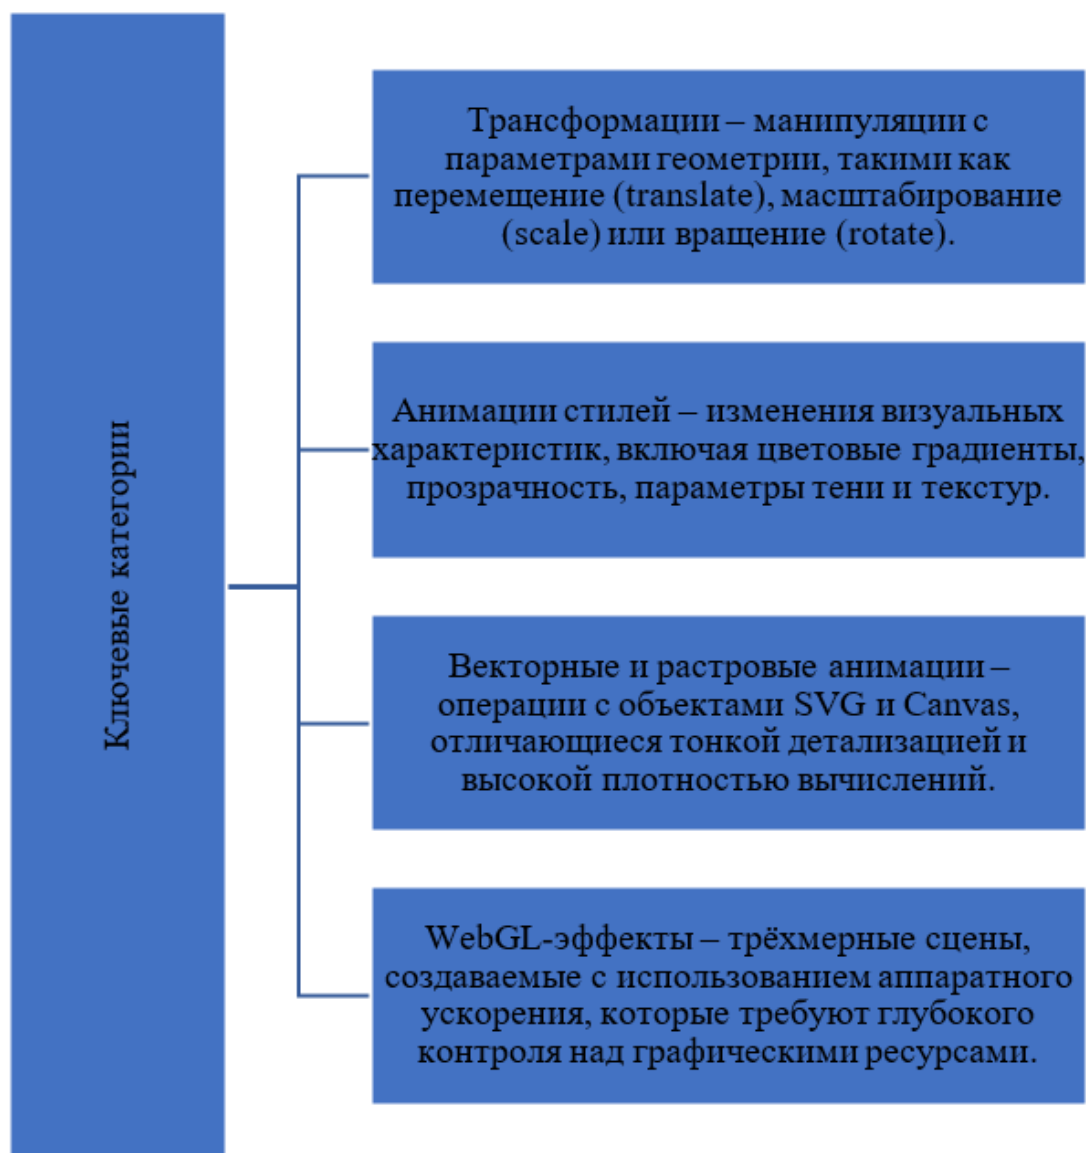 Ключевые категории
Трансформации – манипуляции с
параметрами геометрии, такими как
перемещение (translate), масштабирование
(scale) или вращение (rotate).
Анимации стилей – изменения визуальных
характеристик, включая цветовые градиенты,
прозрачность, параметры тени и текстур.
Векторные и растровые анимации –
операции с объектами SVG и Canvas,
отличающиеся тонкой детализацией и
высокой плотностью вычислений.
WebGL-эффекты – трёхмерные сцены,
создаваемые с использованием аппаратного
ускорения, которые требуют глубокого
контроля над графическими ресурсами.